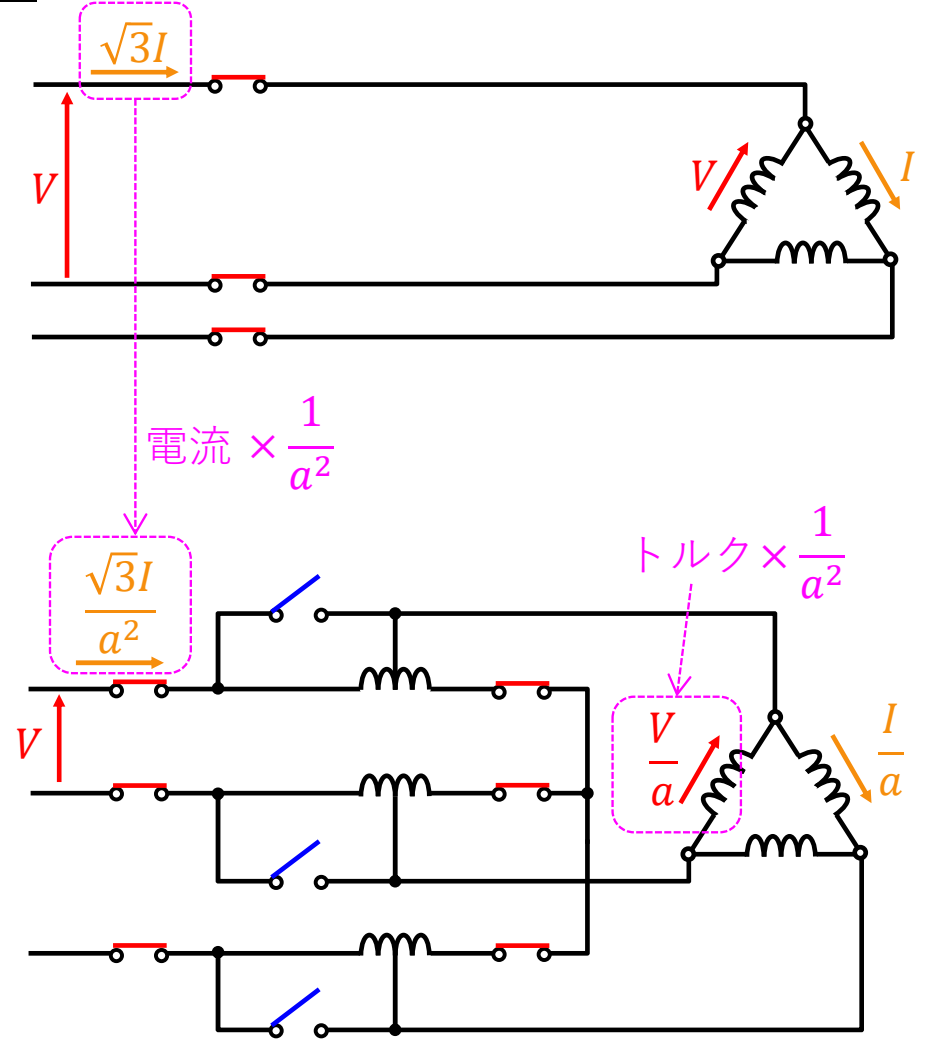 √3I
V
V
I
電流 × 1/a²
トルク × 1/a²
√3I/a²
V
V/a
I/a